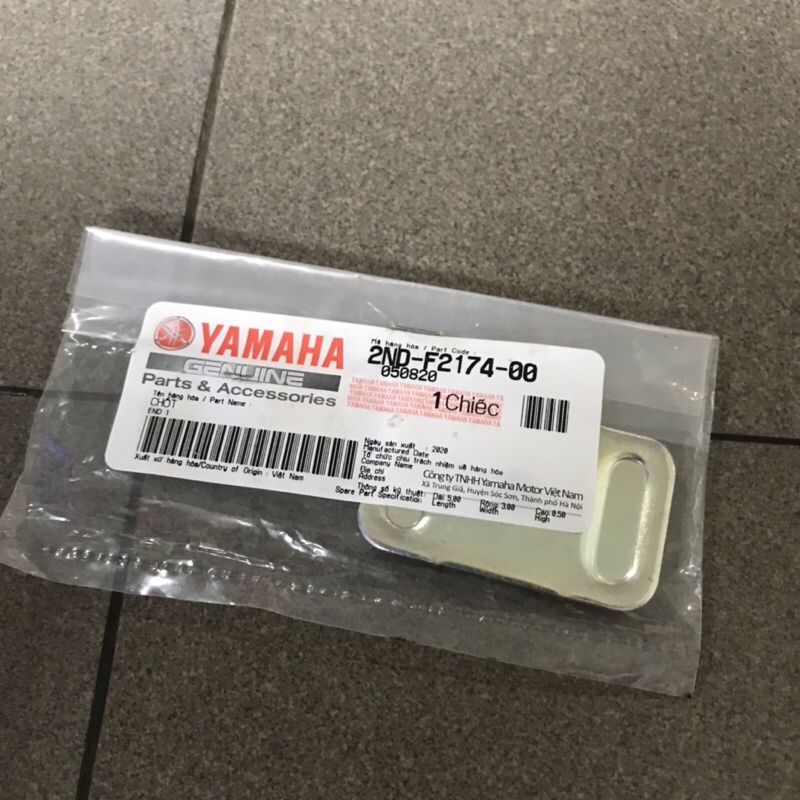 YAMAHA
GENUINE
Parts & Accessories
Mã hàng hóa / Part Code :
2ND-F2174-00
050820
1 Chiếc
Tên hàng hóa / Part Name :
CHỐT
END 1
Xuất xứ hàng hóa/Country of Origin : Việt Nam
Ngày sản xuất : 2020
Manufactured Date
Tổ chức chịu trách nhiệm về hàng hóa
Company Name Công ty TNHH Yamaha Motor Việt Nam
Địa chỉ
Address Xã Trung Giã, Huyện Sóc Sơn, Thành phố Hà Nội
Thông số kỹ thuật: Dài 5.00 Rộng: 3.00 Cao: 0.50
Spare Part Specification: Length Width High